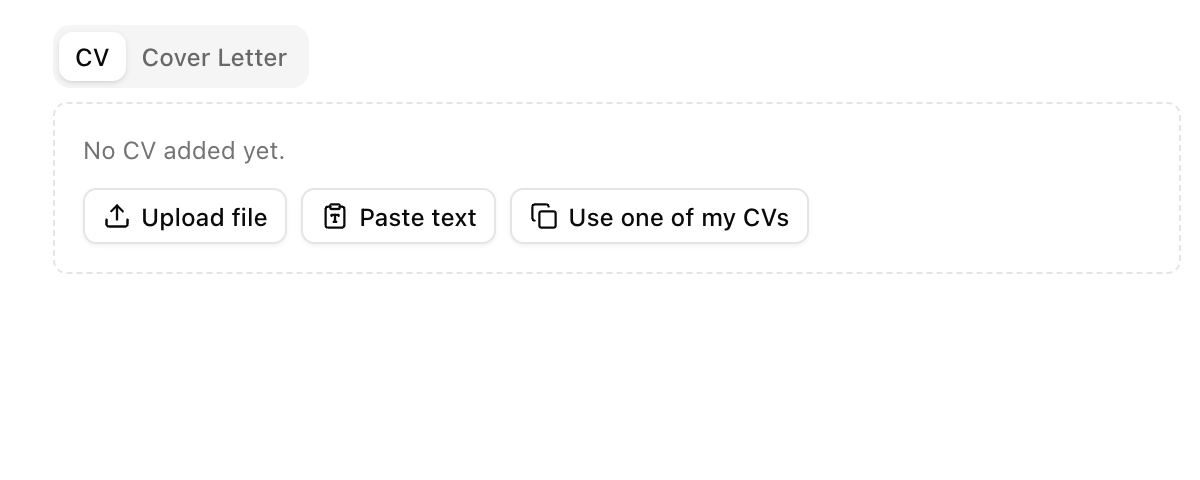 CV Cover Letter
No CV added yet.
Upload file Paste text Use one of my CVs